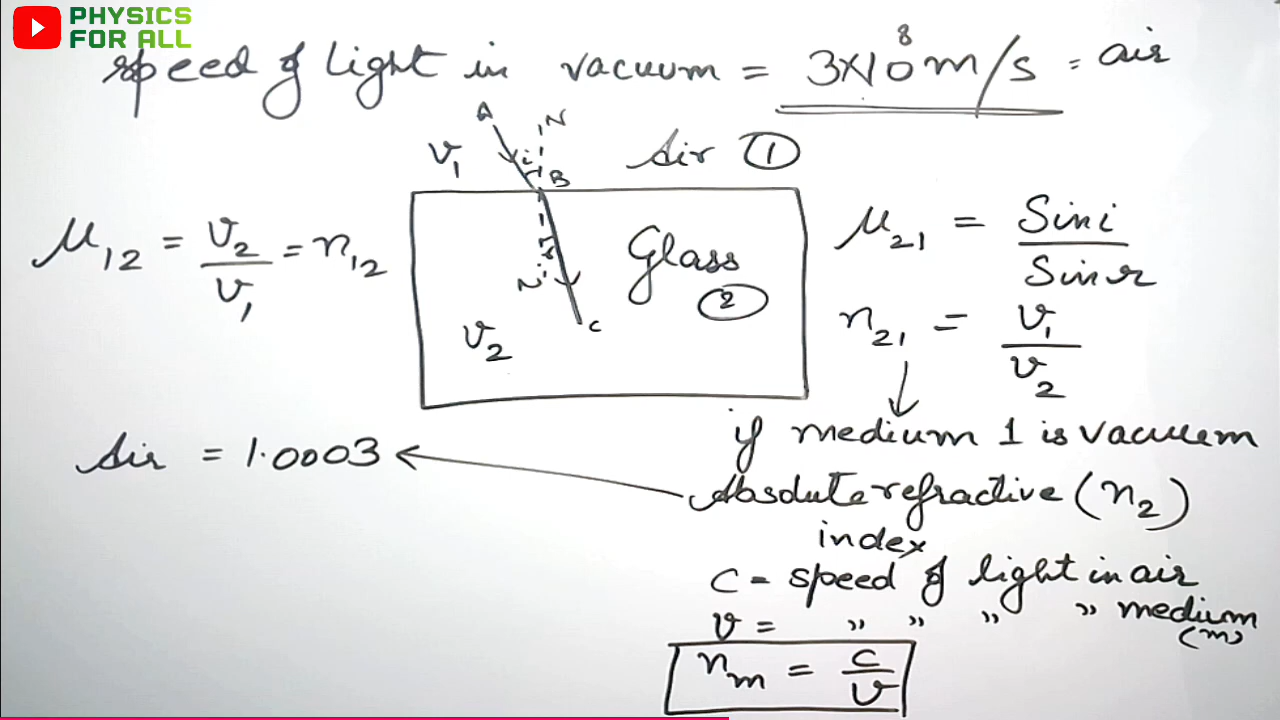 PHYSICS
FOR ALL
speed of light in vacuum = 3×10⁸ m/s = air
A
N
v₁
i
B
Air ①
μ₁₂ = v₂/v₁ = n₁₂
r
N'
C
Glass
②
v₂
μ₂₁ = Sin i / Sin r
n₂₁ = v₁/v₂
if medium 1 is vacuum
Air = 1.0003
Absolute refractive (n₂)
index
C = speed of light in air
v = " " " " medium
(m)
nₘ = c/v